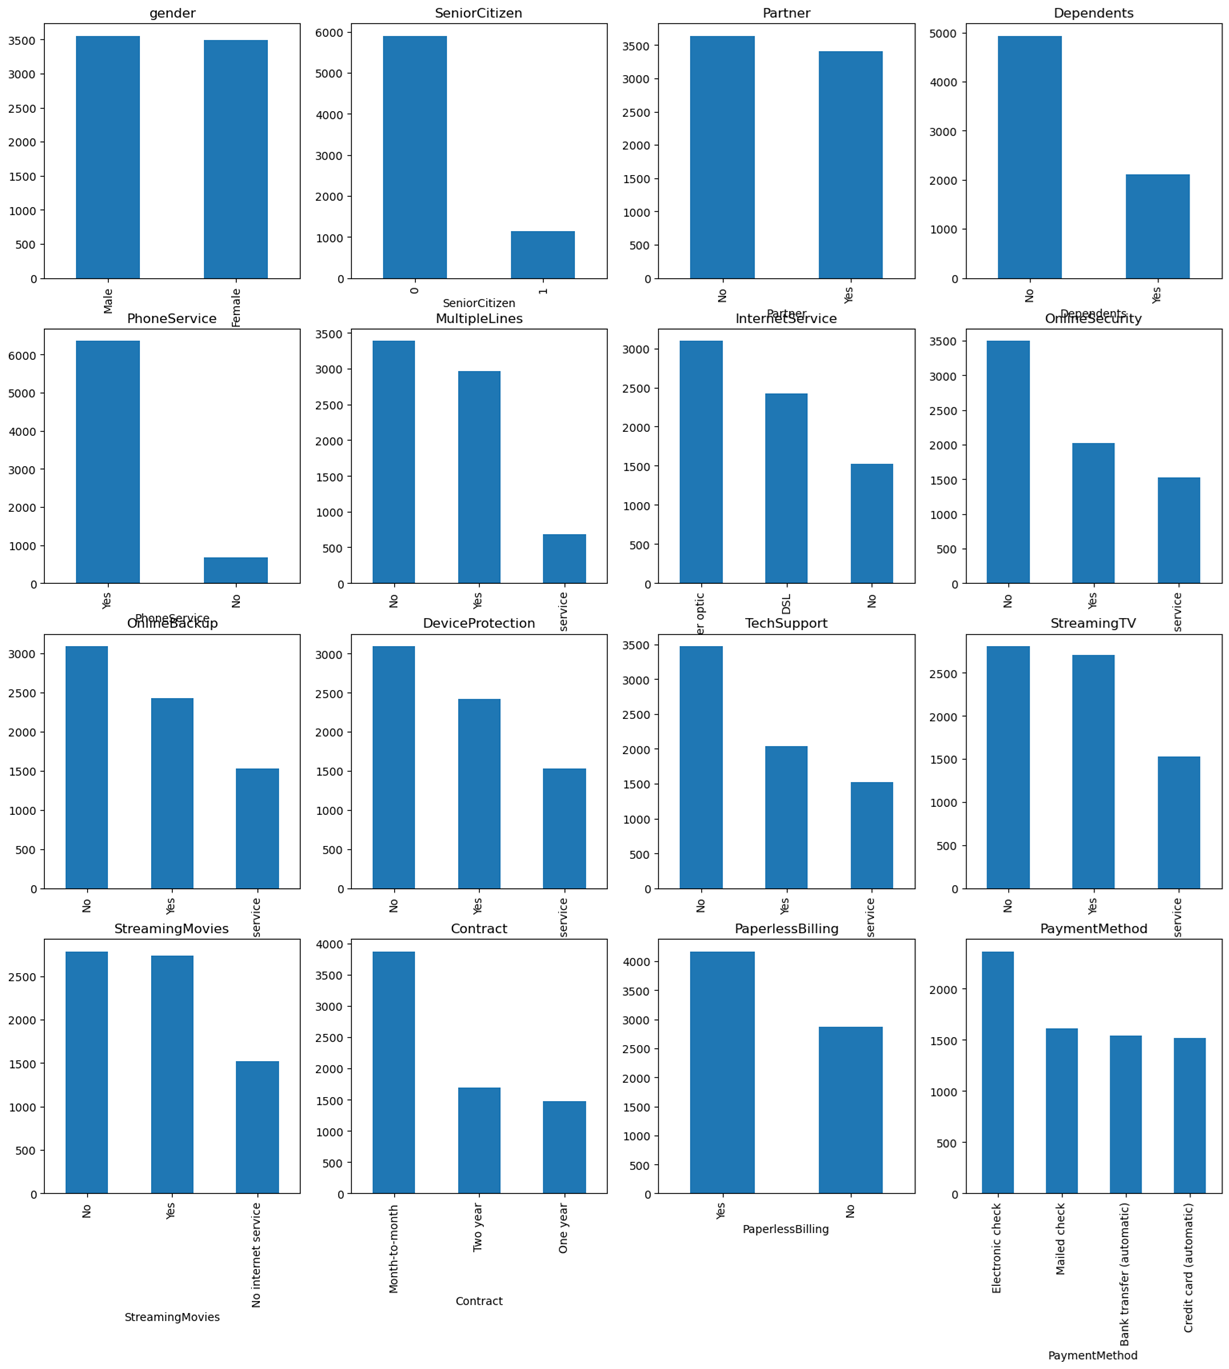 gender
3500
3000
2500
2000
1500
1000
500
0
Male
Female
SeniorCitizen
6000
5000
4000
3000
2000
1000
0
0
1
SeniorCitizen
Partner
3500
3000
2500
2000
1500
1000
500
0
No
Yes
Partner
Dependents
5000
4000
3000
2000
1000
0
No
Yes
Dependents
PhoneService
6000
5000
4000
3000
2000
1000
0
Yes
No
PhoneService
MultipleLines
3500
3000
2500
2000
1500
1000
500
0
No
Yes
service
InternetService
3000
2500
2000
1500
1000
500
0
er optic
DSL
No
OnlineSecurity
3500
3000
2500
2000
1500
1000
500
0
No
Yes
service
OnlineBackup
3000
2500
2000
1500
1000
500
0
No
Yes
service
DeviceProtection
3000
2500
2000
1500
1000
500
0
No
Yes
service
TechSupport
3500
3000
2500
2000
1500
1000
500
0
No
Yes
service
StreamingTV
2500
2000
1500
1000
500
0
No
Yes
service
StreamingMovies
2500
2000
1500
1000
500
0
No
Yes
No internet service
StreamingMovies
Contract
4000
3500
3000
2500
2000
1500
1000
500
0
Month-to-month
Two year
One year
Contract
PaperlessBilling
4000
3500
3000
2500
2000
1500
1000
500
0
Yes
No
PaperlessBilling
PaymentMethod
2000
1500
1000
500
0
Electronic check
Mailed check
Bank transfer (automatic)
Credit card (automatic)
PaymentMethod